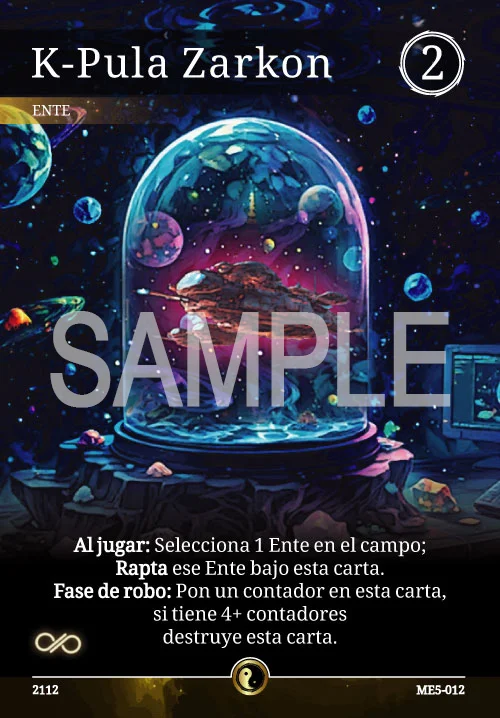 K-Pula Zarkon
2
ENTE
SAMPLE
Al jugar: Selecciona 1 Ente en el campo;
Rapta ese Ente bajo esta carta.
Fase de robo: Pon un contador en esta carta,
si tiene 4+ contadores
destruye esta carta.
2112
ME5-012